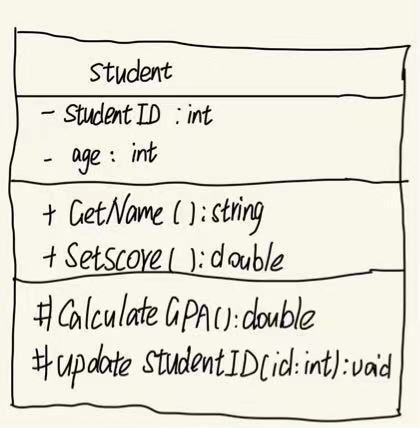 Student
- StudentID : int
- age : int
+ GetName () : string
+ SetScore ( ) : double
# Calculate GPA() : double
# update StudentID(id: int) : void